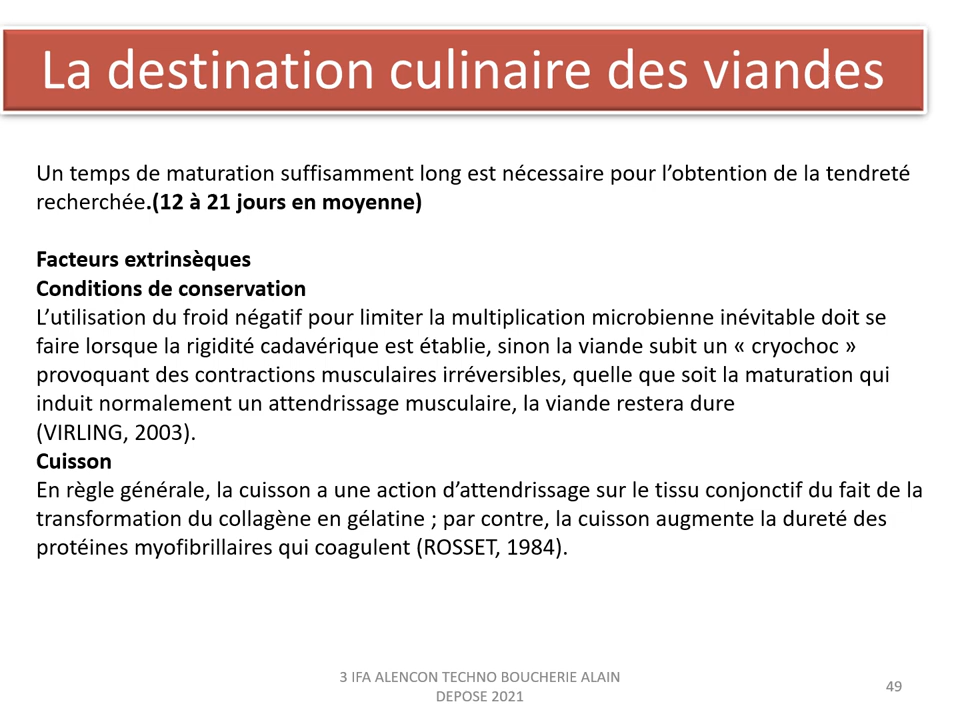 La destination culinaire des viandes
Un temps de maturation suffisamment long est nécessaire pour l’obtention de la tendreté
recherchée.(12 à 21 jours en moyenne)
Facteurs extrinsèques
Conditions de conservation
L’utilisation du froid négatif pour limiter la multiplication microbienne inévitable doit se
faire lorsque la rigidité cadavérique est établie, sinon la viande subit un « cryochoc »
provoquant des contractions musculaires irréversibles, quelle que soit la maturation qui
induit normalement un attendrissage musculaire, la viande restera dure
(VIRLING, 2003).
Cuisson
En règle générale, la cuisson a une action d’attendrissage sur le tissu conjonctif du fait de la
transformation du collagène en gélatine ; par contre, la cuisson augmente la dureté des
protéines myofibrillaires qui coagulent (ROSSET, 1984).
3 IFA ALENCON TECHNO BOUCHERIE ALAIN
DEPOSE 2021
49